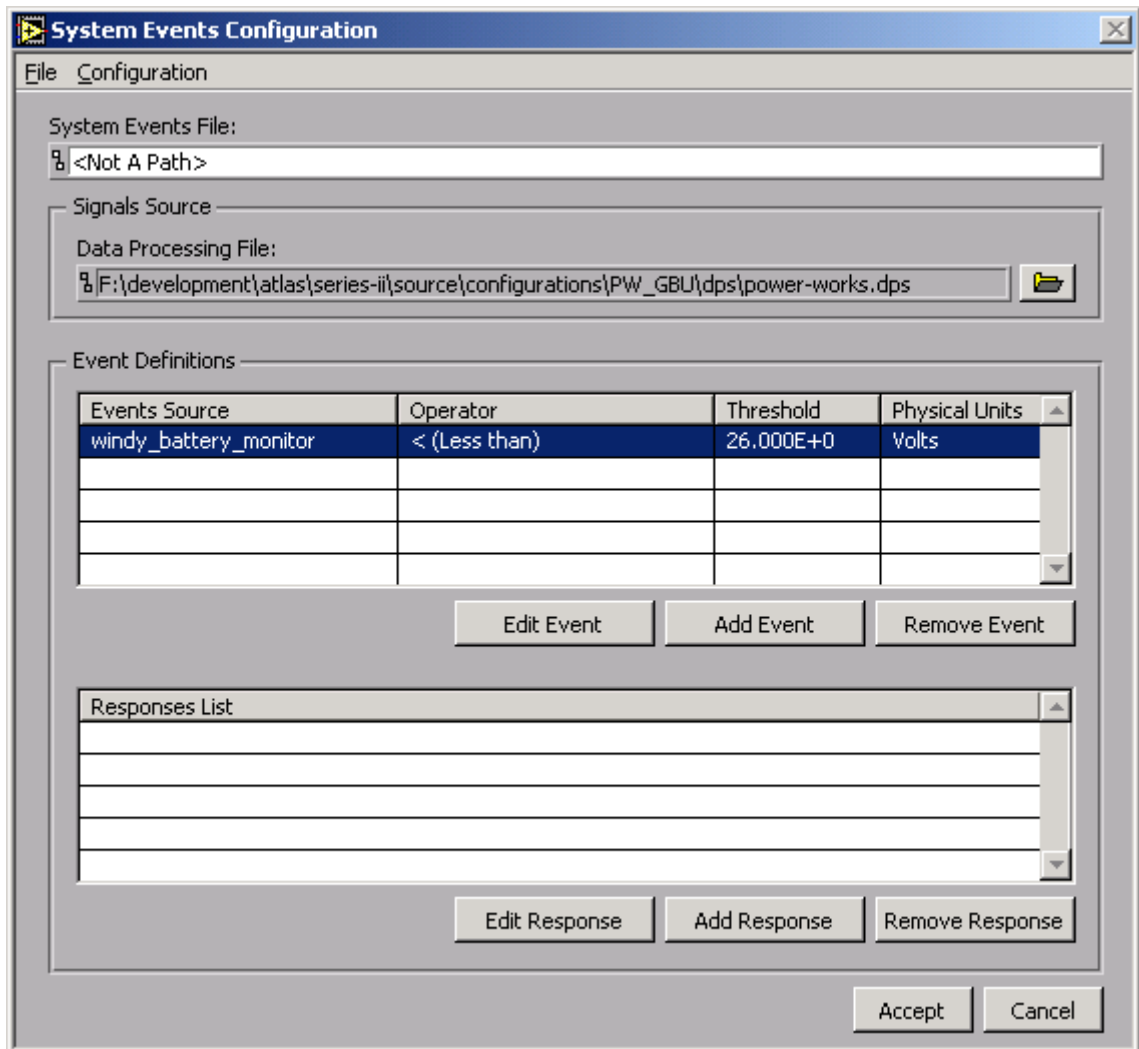 System Events Configuration
File Configuration
System Events File:
<Not A Path>
Signals Source
Data Processing File:
F:\development\atlas\series-ii\source\configurations\PW_GBU\dps\power-works.dps
Event Definitions
Events Source Operator Threshold Physical Units
windy_battery_monitor < (Less than) 26.000E+0 Volts
Edit Event Add Event Remove Event
Responses List
Edit Response Add Response Remove Response
Accept Cancel